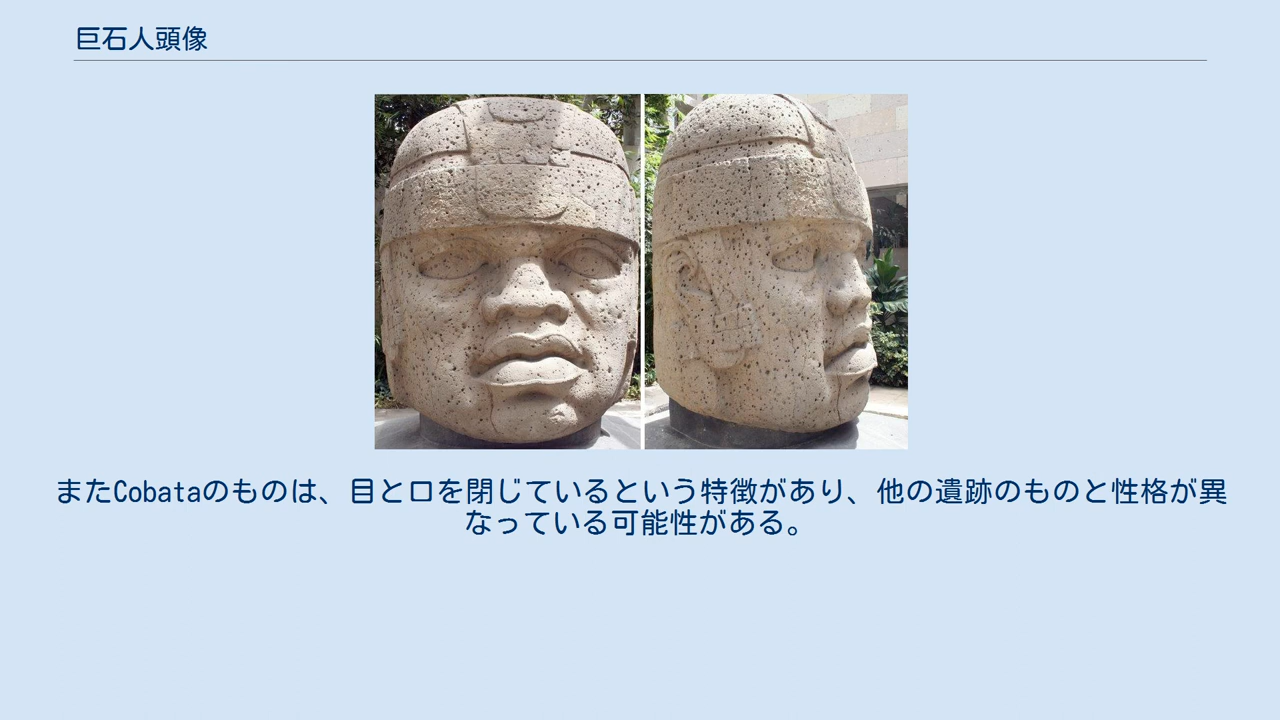 巨石人頭像
またCobataのものは、目と口を閉じているという特徴があり、他の遺跡のものと性格が異
なっている可能性がある。